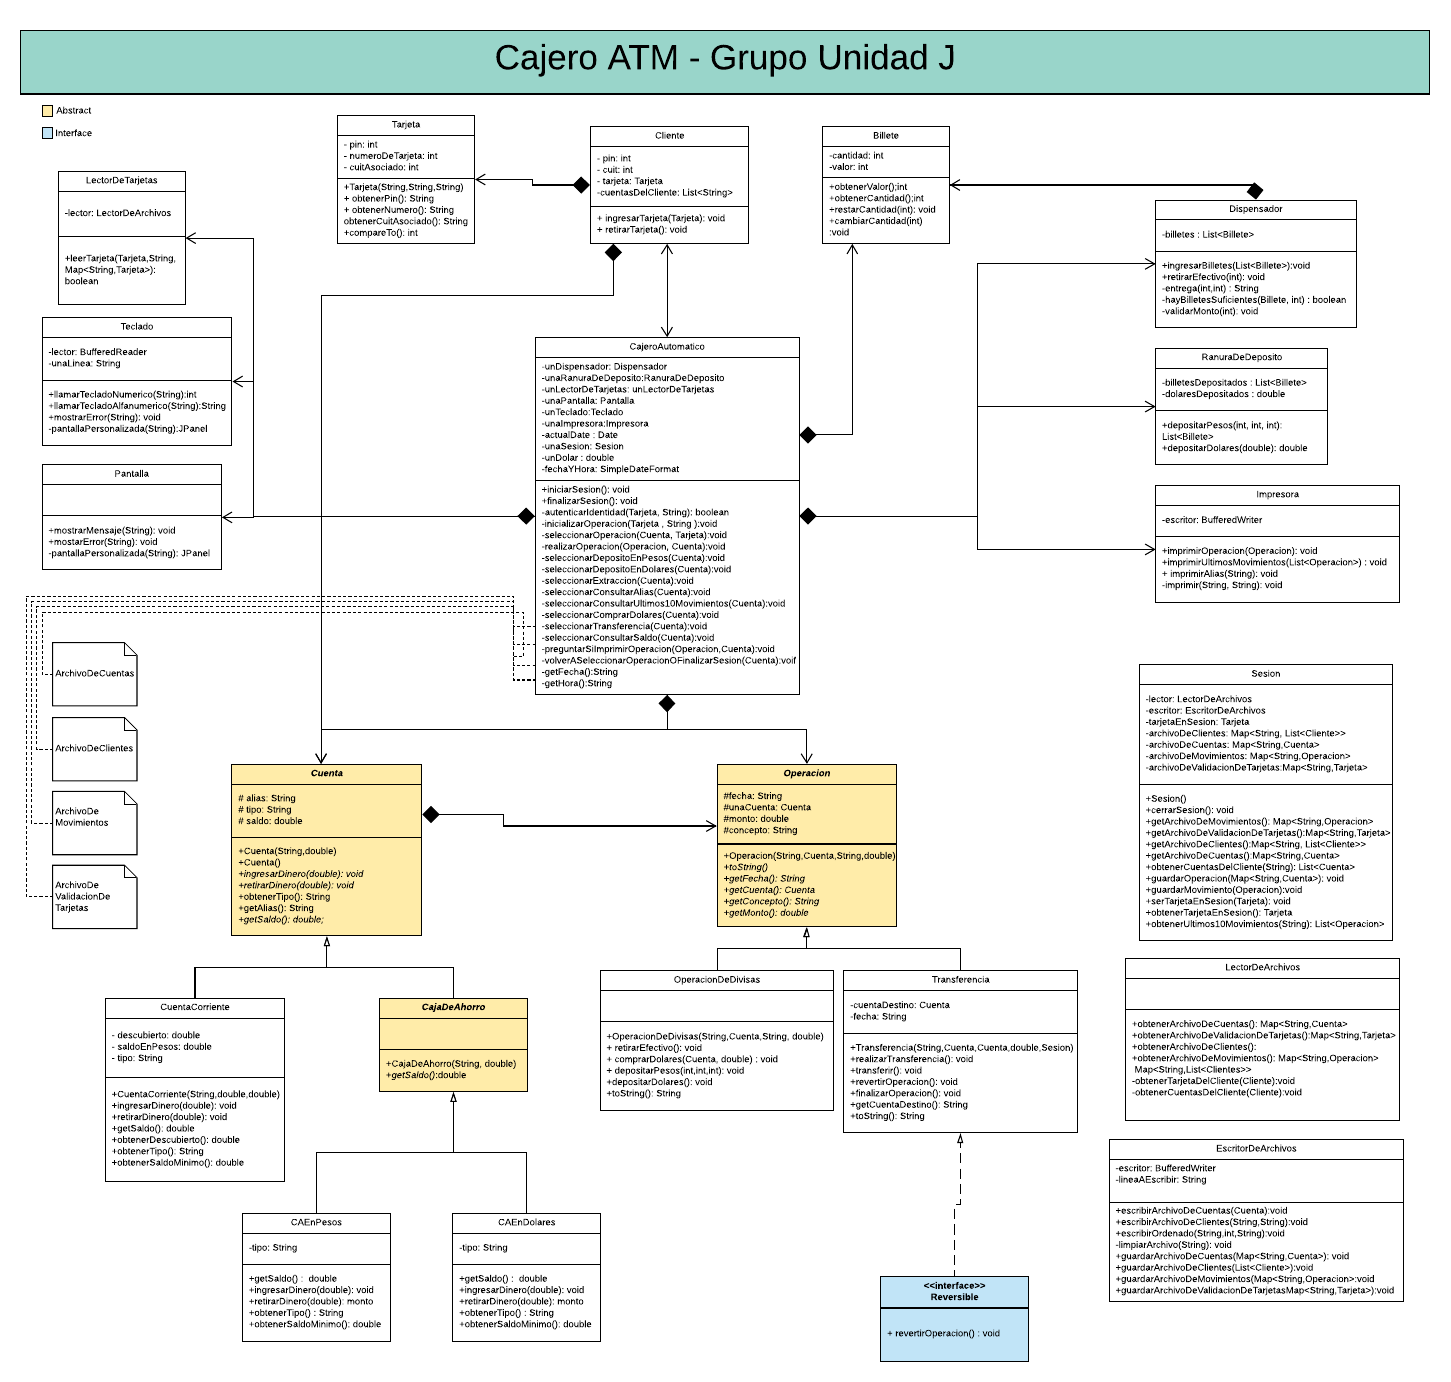 Cajero ATM - Grupo Unidad J
Abstract
Interface
Tarjeta
- pin: int
- numeroDeTarjeta: int
- cuitAsociado: int
+Tarjeta(String,String,String)
+ obtenerPin(): String
+ obtenerNumero(): String
obtenerCuitAsociado(): String
+compareTo(): int
Cliente
- pin: int
- cuit: int
- tarjeta: Tarjeta
-cuentasDelCliente: List<String>
+ ingresarTarjeta(Tarjeta): void
+ retirarTarjeta(): void
Billete
-cantidad: int
-valor: int
+obtenerValor();int
+obtenerCantidad();int
+restarCantidad(int): void
+cambiarCantidad(int)
:void
LectorDeTarjetas
-lector: LectorDeArchivos
+leerTarjeta(Tarjeta,String,
Map<String,Tarjeta>):
boolean
Dispensador
-billetes : List<Billete>
+ingresarBilletes(List<Billete>):void
+retirarEfectivo(int): void
-entrega(int,int) : String
-hayBilletesSuficientes(Billete, int) : boolean
-validarMonto(int): void
Teclado
-lector: BufferedReader
-unaLinea: String
+llamarTecladoNumerico(String):int
+llamarTecladoAlfanumerico(String):String
+mostrarError(String): void
-pantallaPersonalizada(String):JPanel
CajeroAutomatico
-unDispensador: Dispensador
-unaRanuraDeDeposito:RanuraDeDeposito
-unLectorDeTarjetas: unLectorDeTarjetas
-unaPantalla: Pantalla
-unTeclado:Teclado
-unaImpresora:Impresora
-actualDate : Date
-unaSesion: Sesion
-unDolar : double
-fechaYHora: SimpleDateFormat
+iniciarSesion(): void
+finalizarSesion(): void
-autenticarIdentidad(Tarjeta, String): boolean
-inicializarOperacion(Tarjeta , String ):void
-seleccionarOperacion(Cuenta, Tarjeta):void
-realizarOperacion(Operacion, Cuenta):void
-seleccionarDepositoEnPesos(Cuenta):void
-seleccionarDepositoEnDolares(Cuenta):void
-seleccionarExtraccion(Cuenta):void
-seleccionarConsultarAlias(Cuenta):void
-seleccionarConsultarUltimos10Movimientos(Cuenta):void
-seleccionarComprarDolares(Cuenta):void
-seleccionarTransferencia(Cuenta):void
-seleccionarConsultarSaldo(Cuenta):void
-preguntarSiImprimirOperacion(Operacion,Cuenta):void
-volverASeleccionarOperacionOFinalizarSesion(Cuenta):voif
-getFecha():String
-getHora():String
RanuraDeDeposito
-billetesDepositados : List<Billete>
-dolaresDepositados : double
+depositarPesos(int, int, int):
List<Billete>
+depositarDolares(double): double
Pantalla
+mostrarMensaje(String): void
+mostarError(String): void
-pantallaPersonalizada(String): JPanel
Impresora
-escritor: BufferedWriter
+imprimirOperacion(Operacion): void
+imprimirUltimosMovimientos(List<Operacion>) : void
+ imprimirAlias(String): void
-imprimir(String, String): void
ArchivoDeCuentas
ArchivoDeClientes
ArchivoDe
Movimientos
ArchivoDe
ValidacionDe
Tarjetas
Sesion
-lector: LectorDeArchivos
-escritor: EscritorDeArchivos
-tarjetaEnSesion: Tarjeta
-archivoDeClientes: Map<String, List<Cliente>>
-archivoDeCuentas: Map<String,Cuenta>
-archivoDeMovimientos: Map<String,Operacion>
-archivoDeValidacionDeTarjetas:Map<String,Tarjeta>
+Sesion()
+cerrarSesion(): void
+getArchivoDeMovimientos(): Map<String,Operacion>
+getArchivoDeValidacionDeTarjetas():Map<String,Tarjeta>
+getArchivoDeClientes():Map<String, List<Cliente>>
+getArchivoDeCuentas():Map<String,Cuenta>
+obtenerCuentasDelCliente(String): List<Cuenta>
+guardarOperacion(Map<String,Cuenta>): void
+guardarMovimiento(Operacion):void
+serTarjetaEnSesion(Tarjeta): void
+obtenerTarjetaEnSesion(): Tarjeta
+obtenerUltimos10Movimientos(String): List<Operacion>
Cuenta
# alias: String
# tipo: String
# saldo: double
+Cuenta(String,double)
+Cuenta()
+ingresarDinero(double): void
+retirarDinero(double): void
+obtenerTipo(): String
+getAlias(): String
+getSaldo(): double;
Operacion
#fecha: String
#unaCuenta: Cuenta
#monto: double
#concepto: String
+Operacion(String,Cuenta,String,double)
+toString()
+getFecha(): String
+getCuenta(): Cuenta
+getConcepto(): String
+getMonto(): double
LectorDeArchivos
+obtenerArchivoDeCuentas(): Map<String,Cuenta>
+obtenerArchivoDeValidacionDeTarjetas():Map<String,Tarjeta>
+obtenerArchivoDeClientes():
+obtenerArchivoDeMovimientos(): Map<String,Operacion>
Map<String,List<Clientes>>
-obtenerTarjetaDelCliente(Cliente):void
-obtenerCuentasDelCliente(Cliente):void
CuentaCorriente
- descubierto: double
- saldoEnPesos: double
- tipo: String
+CuentaCorriente(String,double,double)
+ingresarDinero(double): void
+retirarDinero(double): void
+getSaldo(): double
+obtenerDescubierto(): double
+obtenerTipo(): String
+obtenerSaldoMinimo(): double
CajaDeAhorro
+CajaDeAhorro(String, double)
+getSaldo():double
OperacionDeDivisas
+OperacionDeDivisas(String,Cuenta,String, double)
+ retirarEfectivo(): void
+ comprarDolares(Cuenta, double) : void
+ depositarPesos(int,int,int): void
+depositarDolares(): void
+toString(): String
Transferencia
-cuentaDestino: Cuenta
-fecha: String
+Transferencia(String,Cuenta,Cuenta,double,Sesion)
+realizarTransferencia(): void
+transferir(): void
+revertirOperacion(): void
+finalizarOperacion(): void
+getCuentaDestino(): String
+toString(): String
EscritorDeArchivos
-escritor: BufferedWriter
-lineaAEscribir: String
+escribirArchivoDeCuentas(Cuenta):void
+escribirArchivoDeClientes(String,String):void
+escribirOrdenado(String,int,String):void
-limpiarArchivo(String): void
+guardarArchivoDeCuentas(Map<String,Cuenta>): void
+guardarArchivoDeClientes(List<Cliente>):void
+guardarArchivoDeMovimientos(Map<String,Operacion>:void
+guardarArchivoDeValidacionDeTarjetasMap<String,Tarjeta>):void
CAEnPesos
-tipo: String
+getSaldo() : double
+ingresarDinero(double): void
+retirarDinero(double): monto
+obtenerTipo() : String
+obtenerSaldoMinimo(): double
CAEnDolares
-tipo: String
+getSaldo() : double
+ingresarDinero(double): void
+retirarDinero(double): monto
+obtenerTipo() : String
+obtenerSaldoMinimo(): double
<<interface>>
Reversible
+ revertirOperacion() : void